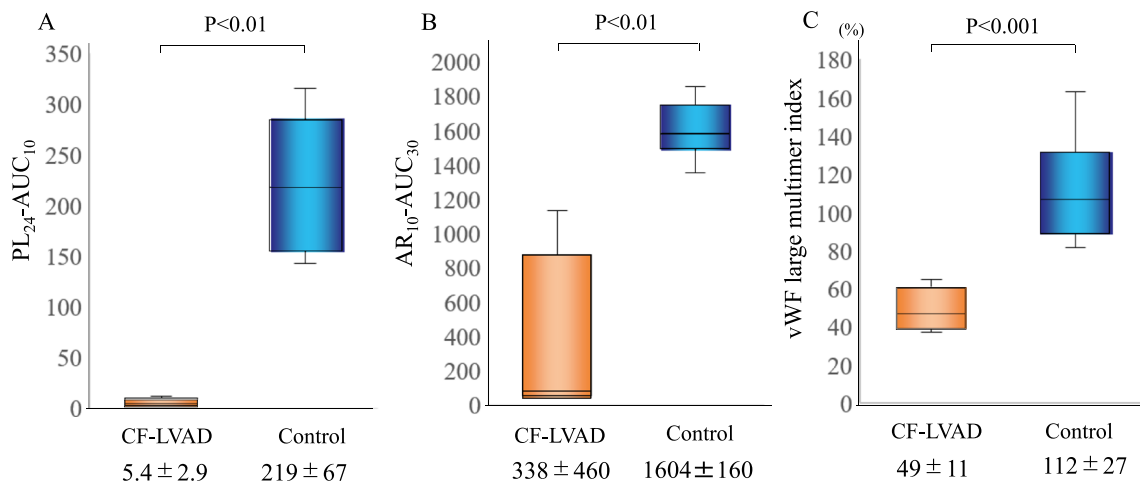 A
P<0.01
PL24-AUC10
350
300
250
200
150
100
50
0
CF-LVAD
Control
5.4±2.9
219±67
B
P<0.01
AR10-AUC30
2000
1800
1600
1400
1200
1000
800
600
400
200
0
CF-LVAD
Control
338±460
1604±160
C
(%)
P<0.001
vWF large multimer index
180
160
140
120
100
80
60
40
20
0
CF-LVAD
Control
49±11
112±27